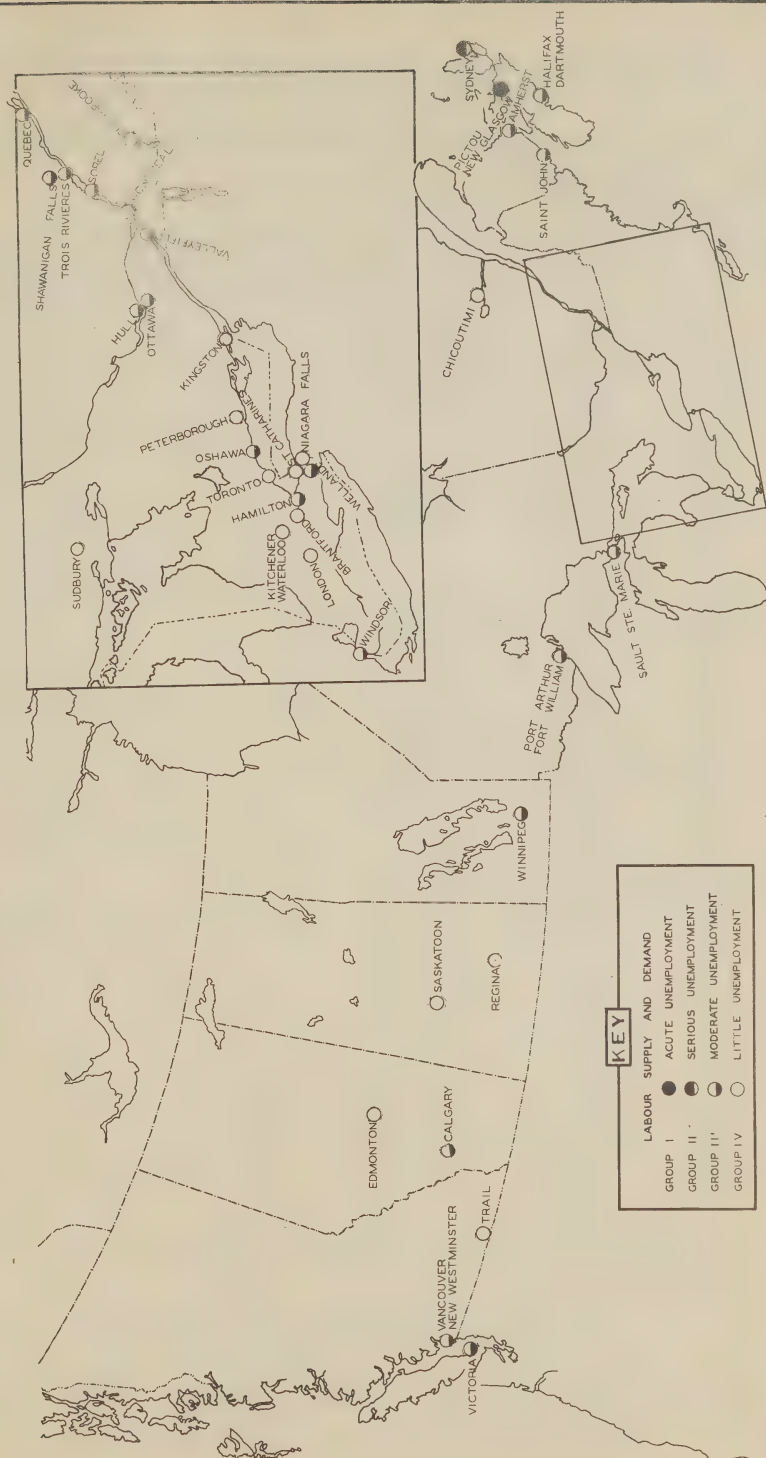 QUEBEC
SHAWANIGAN FALLS
TROIS RIVIERES
SOREL
HULL
OTTAWA
KINGSTON
PETERBOROUGH
OSHAWA
TORONTO
ST. CATHARINES
NIAGARA FALLS
HAMILTON
WELLAND
BRANTFORD
KITCHENER
WATERLOO
LONDON
WINDSOR
SUDBURY
SYDNEY
PICTOU
NEW GLASGOW
AMHERST
HALIFAX
DARTMOUTH
SAINT JOHN
CHICOUTIMI
SAULT STE. MARIE
PORT ARTHUR
FORT WILLIAM
WINNIPEG
SASKATOON
REGINA
EDMONTON
CALGARY
TRAIL
VANCOUVER
NEW WESTMINSTER
VICTORIA
KEY
LABOUR SUPPLY AND DEMAND
GROUP I ACUTE UNEMPLOYMENT
GROUP II SERIOUS UNEMPLOYMENT
GROUP II' MODERATE UNEMPLOYMENT
GROUP IV LITTLE UNEMPLOYMENT